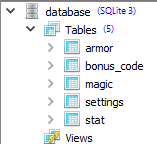 database (SQLite 3)
Tables (5)
armor
bonus_code
magic
settings
stat
Views